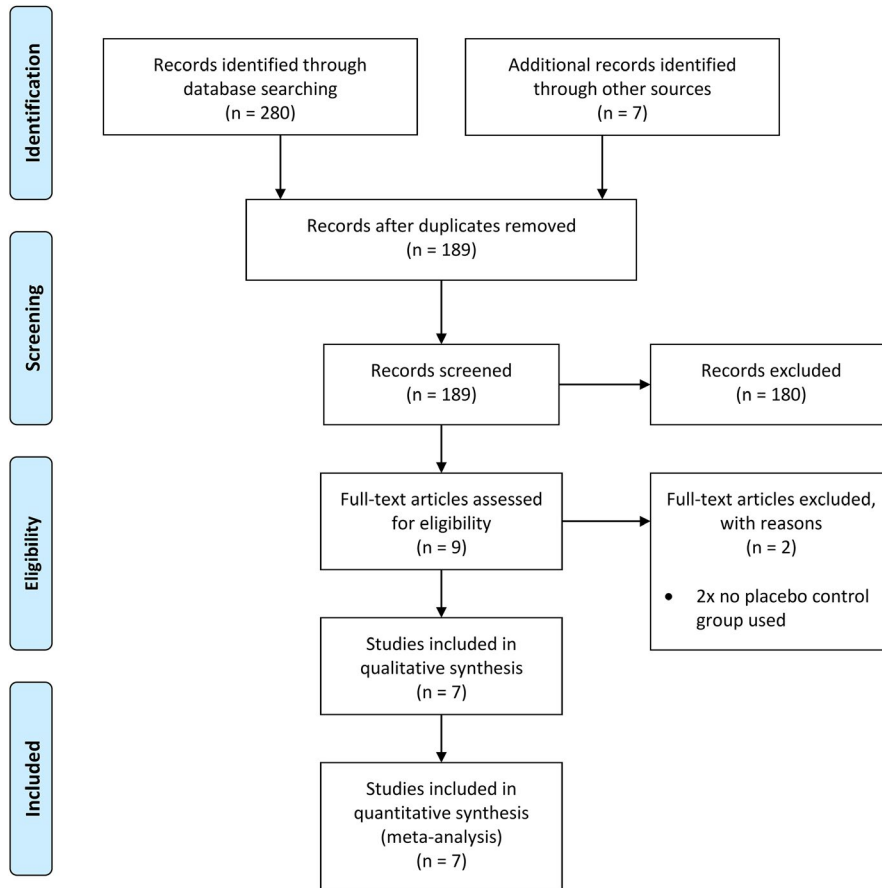 Identification
Records identified through
database searching
(n = 280)
Additional records identified
through other sources
(n = 7)
Records after duplicates removed
(n = 189)
Screening
Records screened
(n = 189)
Records excluded
(n = 180)
Eligibility
Full-text articles assessed
for eligibility
(n = 9)
Full-text articles excluded,
with reasons
(n = 2)
• 2x no placebo control
group used
Studies included in
qualitative synthesis
(n = 7)
Included
Studies included in
quantitative synthesis
(meta-analysis)
(n = 7)